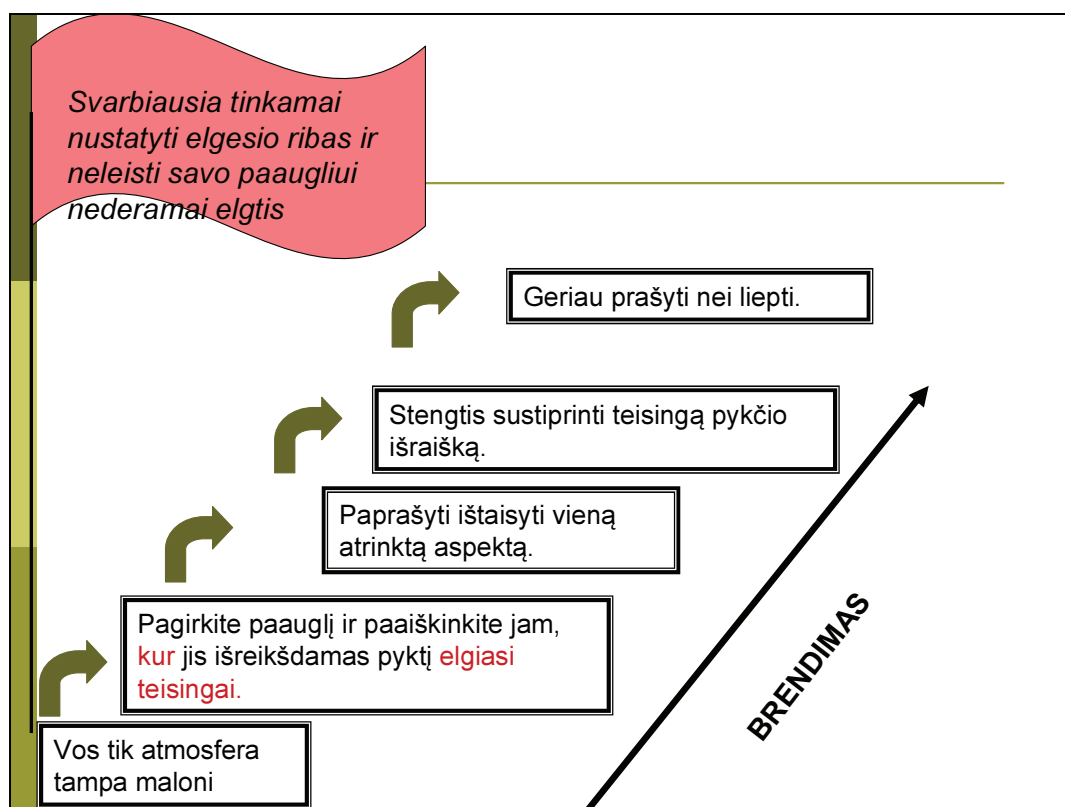 Svarbiausia tinkamai
nustatyti elgesio ribas ir
neleisti savo paaugliui
nederamai elgtis
Geriau prašyti nei liepti.
Stengtis sustiprinti teisingą pykčio
išraišką.
Paprašyti ištaisyti vieną
atrinktą aspektą.
Pagirkite paauglį ir paaiškinkite jam,
kur jis išreikšdamas pyktį elgiasi
teisingai.
Vos tik atmosfera
tampa maloni
BRENDIMAS